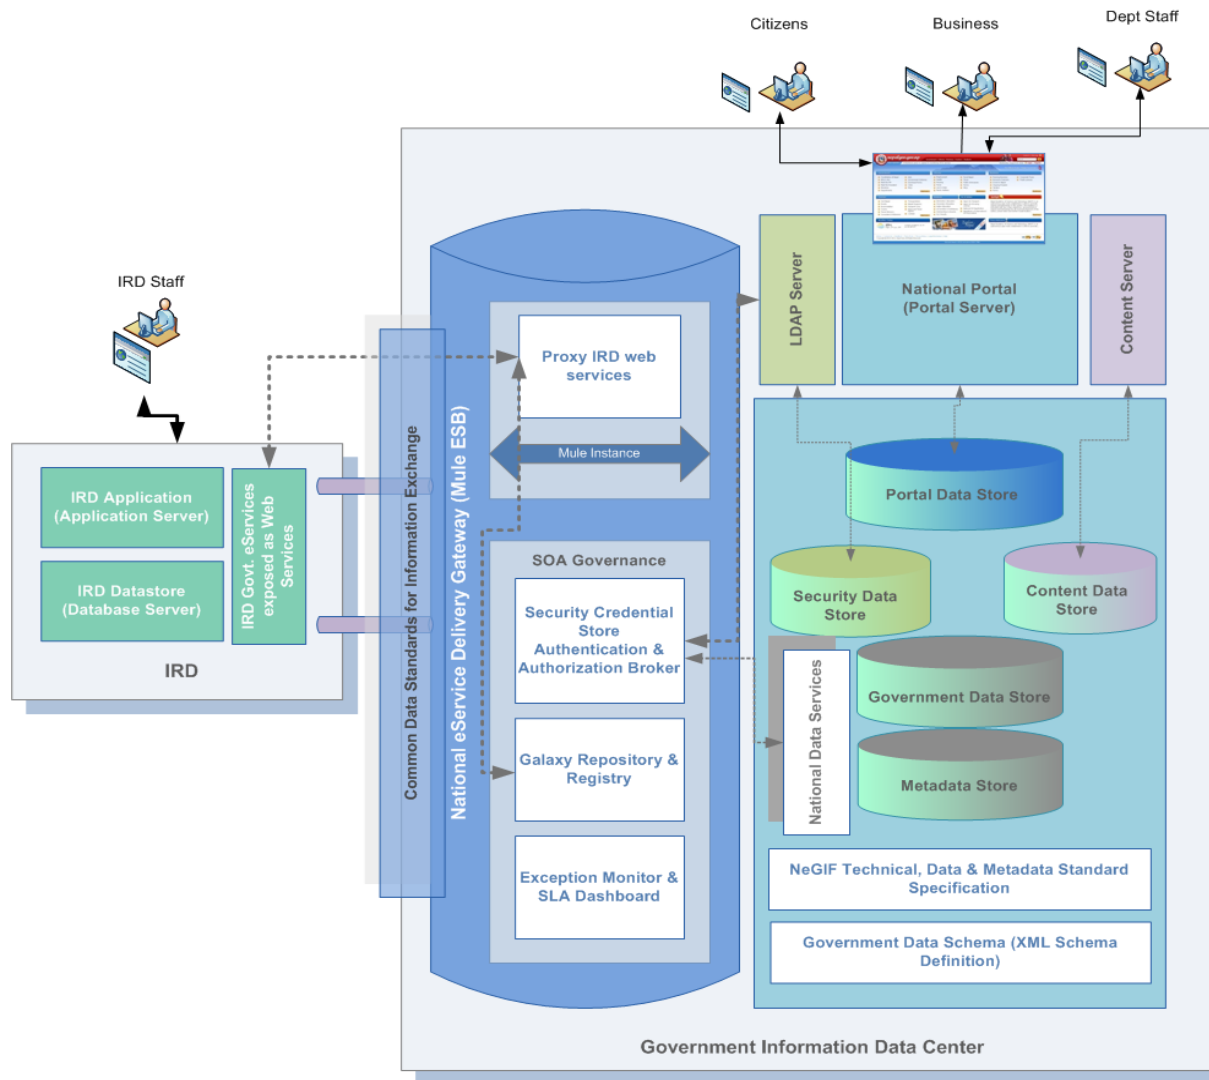 Citizens
Business
Dept Staff
IRD Staff
IRD Application
(Application Server)
IRD Datastore
(Database Server)
IRD Govt. eServices
exposed as Web
Services
IRD
Common Data Standards for Information Exchange
National eService Delivery Gateway (Mule ESB)
Proxy IRD web
services
Mule Instance
SOA Governance
Security Credential
Store
Authentication &
Authorization Broker
Galaxy Repository &
Registry
Exception Monitor &
SLA Dashboard
LDAP Server
National Portal
(Portal Server)
Content Server
Portal Data Store
Security Data
Store
Content Data
Store
National Data Services
Government Data Store
Metadata Store
NeGIF Technical, Data & Metadata Standard
Specification
Government Data Schema (XML Schema
Definition)
Government Information Data Center